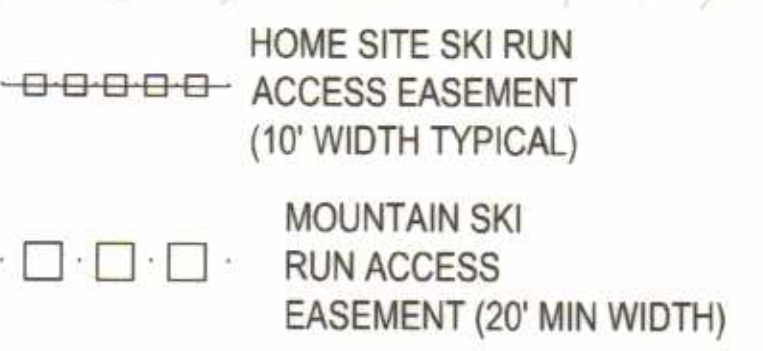 HOME SITE SKI RUN
ACCESS EASEMENT
(10' WIDTH TYPICAL)
MOUNTAIN SKI
RUN ACCESS
EASEMENT (20' MIN WIDTH)